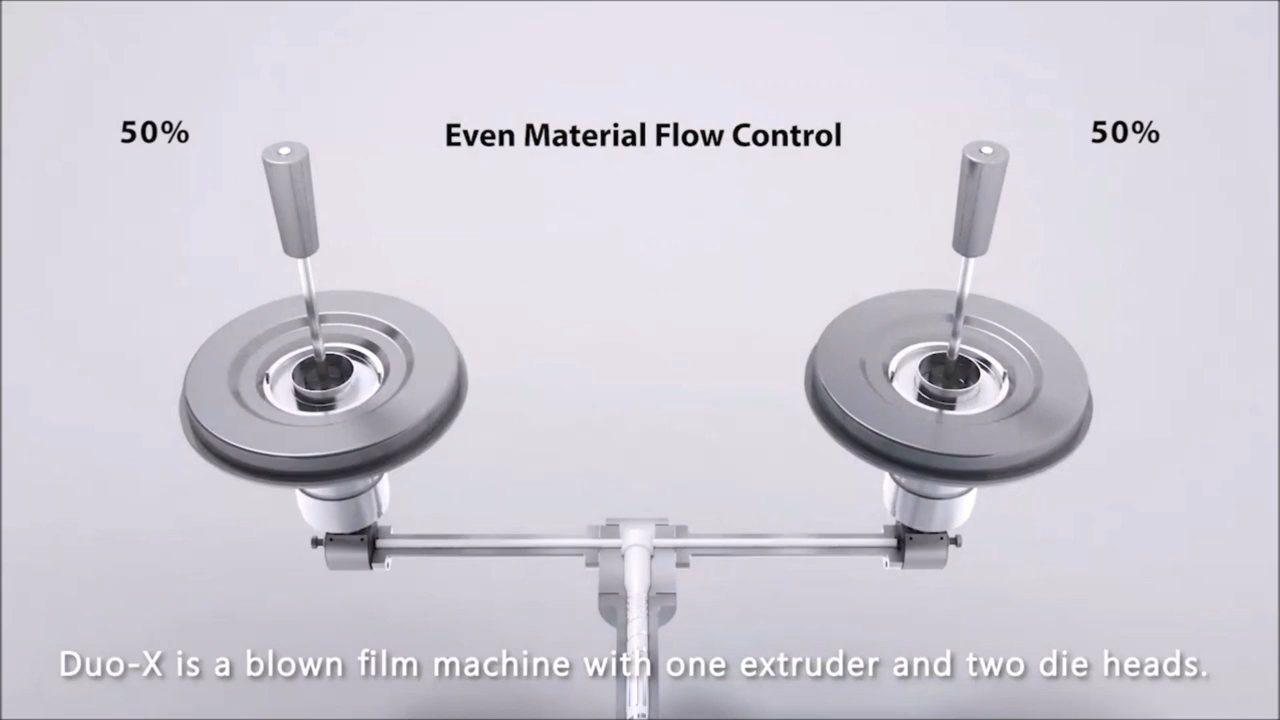 50%
Even Material Flow Control
50%
Duo-X is a blown film machine with one extruder and two die heads.